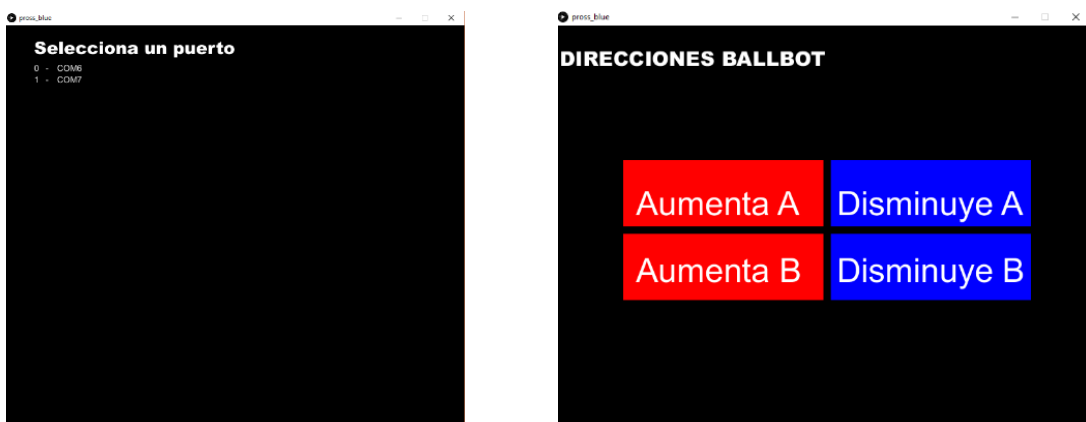 pross_blue
Selecciona un puerto
0 - COM6
1 - COM7
pross_blue
DIRECCIONES BALLBOT
Aumenta A
Disminuye A
Aumenta B
Disminuye B